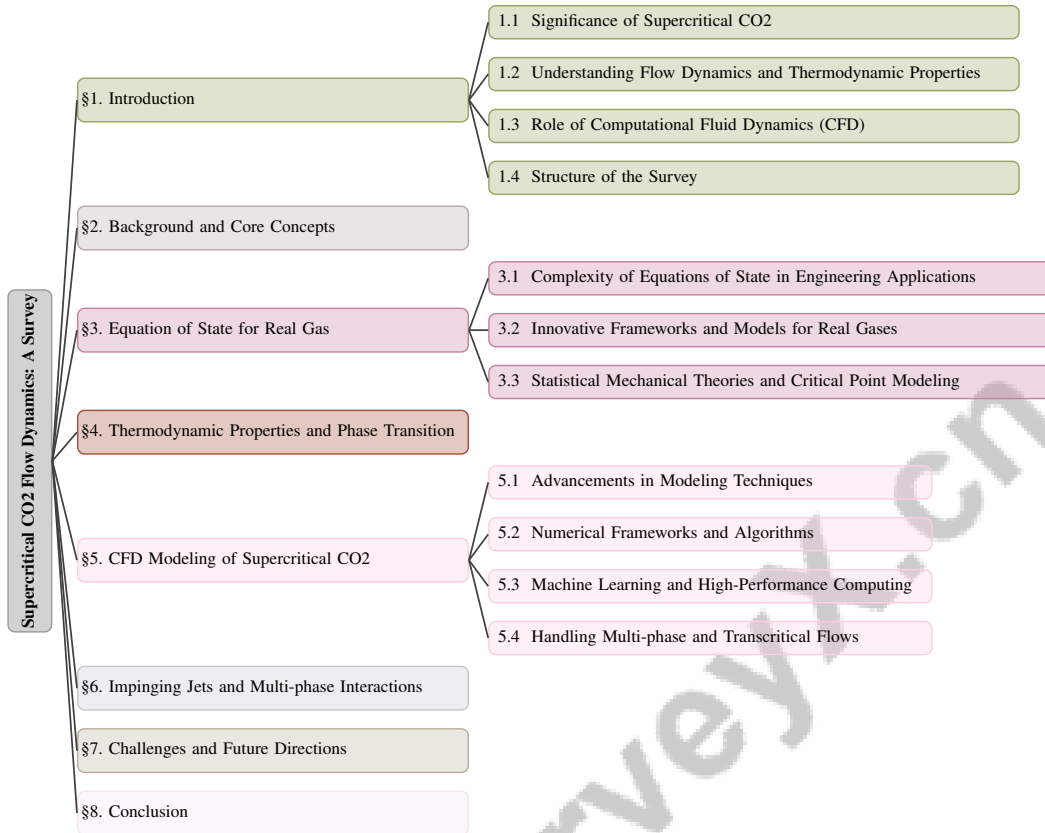 Supercritical CO2 Flow Dynamics: A Survey
§1. Introduction
1.1 Significance of Supercritical CO2
1.2 Understanding Flow Dynamics and Thermodynamic Properties
1.3 Role of Computational Fluid Dynamics (CFD)
1.4 Structure of the Survey
§2. Background and Core Concepts
§3. Equation of State for Real Gas
3.1 Complexity of Equations of State in Engineering Applications
3.2 Innovative Frameworks and Models for Real Gases
3.3 Statistical Mechanical Theories and Critical Point Modeling
§4. Thermodynamic Properties and Phase Transition
§5. CFD Modeling of Supercritical CO2
5.1 Advancements in Modeling Techniques
5.2 Numerical Frameworks and Algorithms
5.3 Machine Learning and High-Performance Computing
5.4 Handling Multi-phase and Transcritical Flows
§6. Impinging Jets and Multi-phase Interactions
§7. Challenges and Future Directions
§8. Conclusion
rveyx.cn